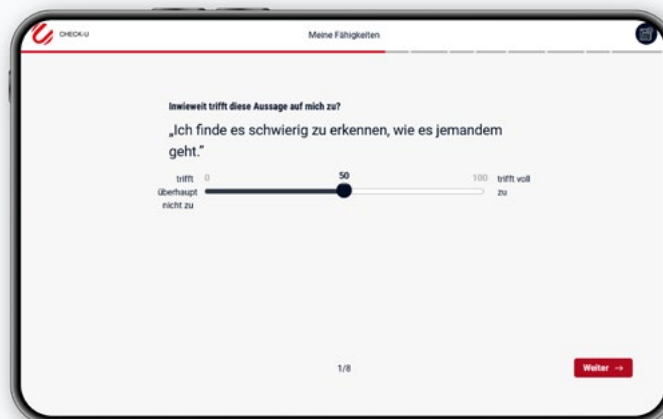 CHECK-U
Meine Fähigkeiten
Inwieweit trifft diese Aussage auf mich zu?
„Ich finde es schwierig zu erkennen, wie es jemandem
geht.“
trifft
überhaupt
nicht zu
0
50
100
trifft voll
zu
1/8
Weiter →